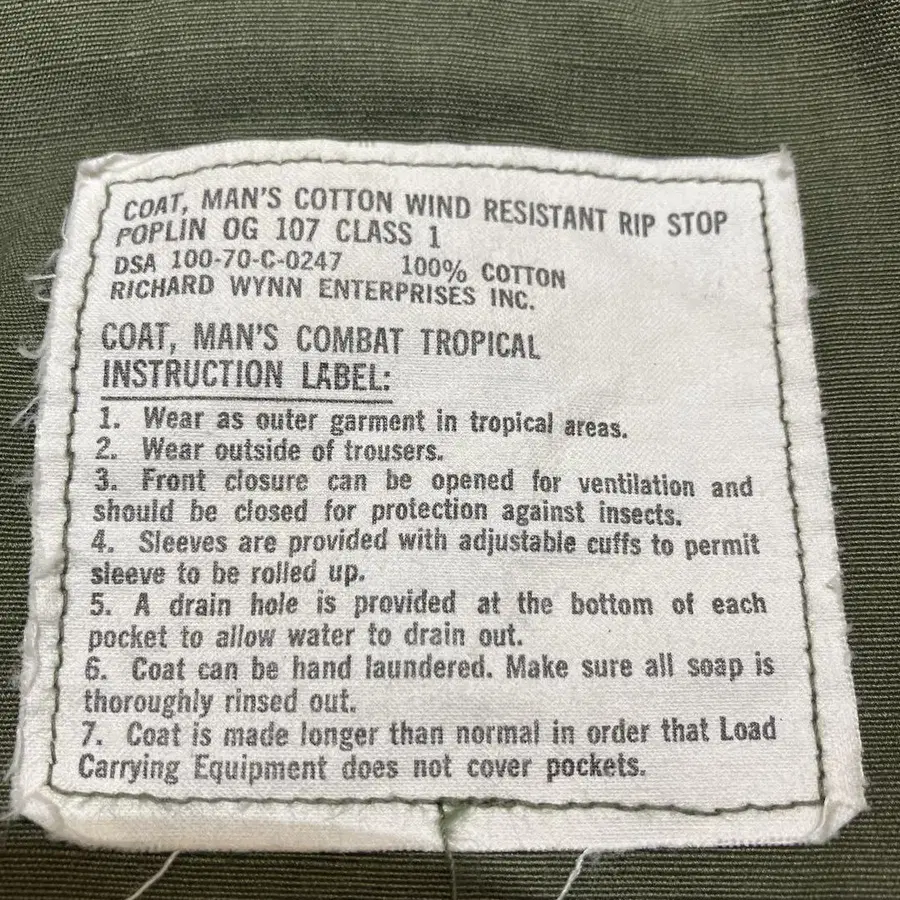 COAT, MAN'S COTTON WIND RESISTANT RIP STOP
POPLIN OG 107 CLASS 1
DSA 100-70-C-0247 100% COTTON
RICHARD WYNN ENTERPRISES INC.
COAT, MAN'S COMBAT TROPICAL
INSTRUCTION LABEL:
1. Wear as outer garment in tropical areas.
2. Wear outside of trousers.
3. Front closure can be opened for ventilation and
should be closed for protection against insects.
4. Sleeves are provided with adjustable cuffs to permit
sleeve to be rolled up.
5. A drain hole is provided at the bottom of each
pocket to allow water to drain out.
6. Coat can be hand laundered. Make sure all soap is
thoroughly rinsed out.
7. Coat is made longer than normal in order that Load
Carrying Equipment does not cover pockets.